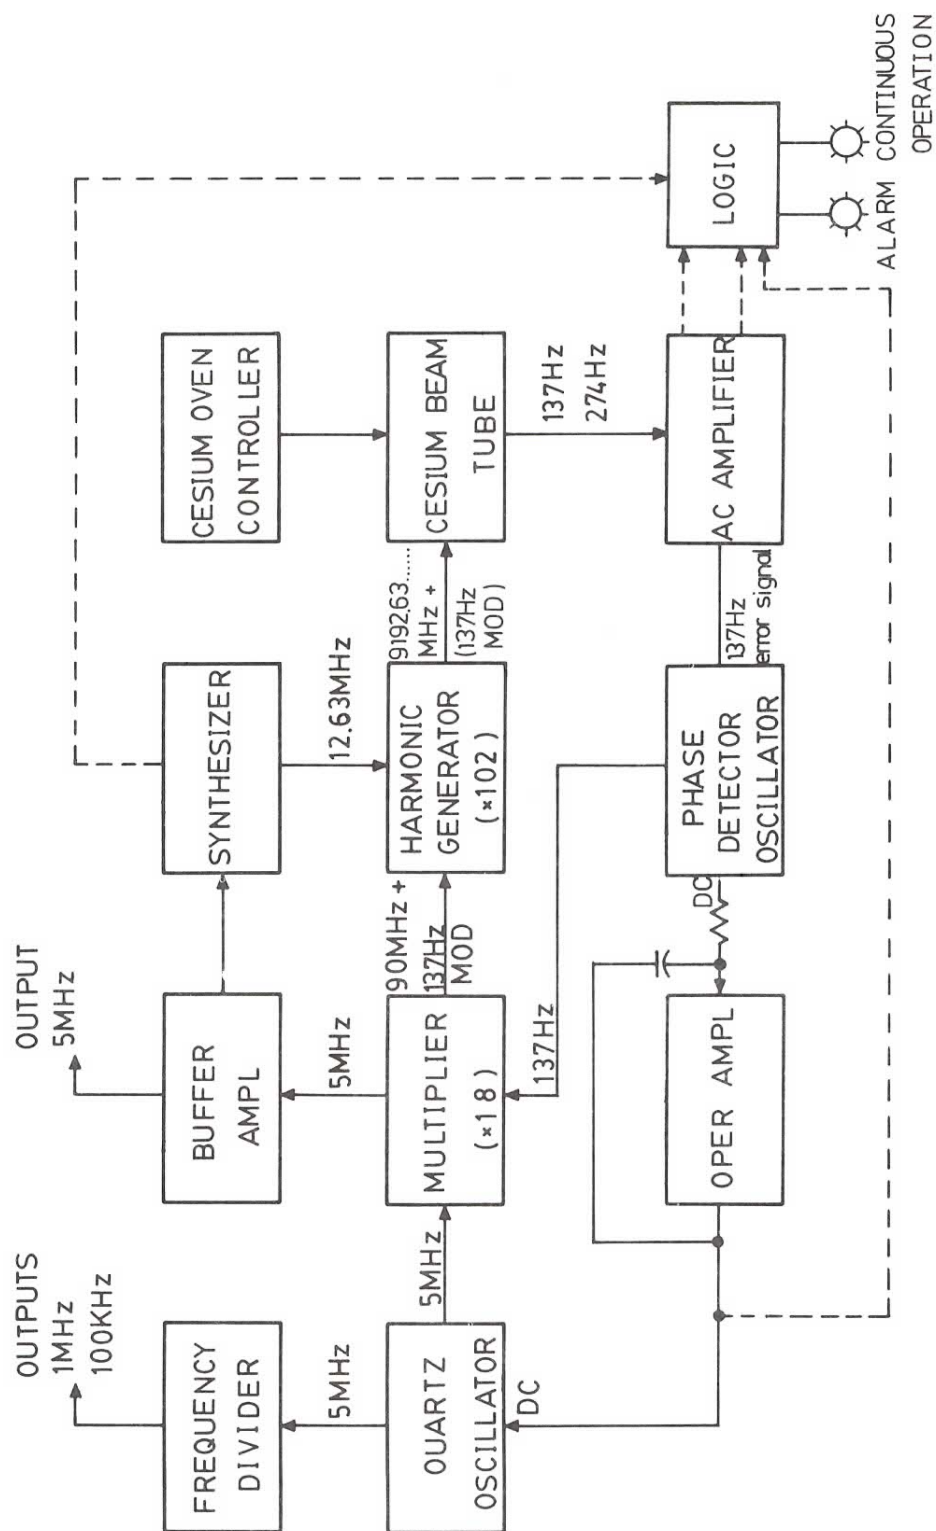 OUTPUTS
1MHz
100KHz
OUTPUT
5MHz
FREQUENCY
DIVIDER
BUFFER
AMPL
SYNTHESIZER
CESIUM OVEN
CONTROLLER
5MHz
5MHz
12.63MHz
OUARTZ
OSCILLATOR
5MHz
MULTIPLIER
(×18)
90MHz +
137Hz
MOD
HARMONIC
GENERATOR
(×102)
9192.63.....
MHz +
(137Hz
MOD)
CESIUM BEAM
TUBE
DC
137Hz
137Hz
274Hz
OPER AMPL
DC
PHASE
DETECTOR
OSCILLATOR
137Hz
error signal
AC AMPLIFIER
LOGIC
ALARM
CONTINUOUS
OPERATION